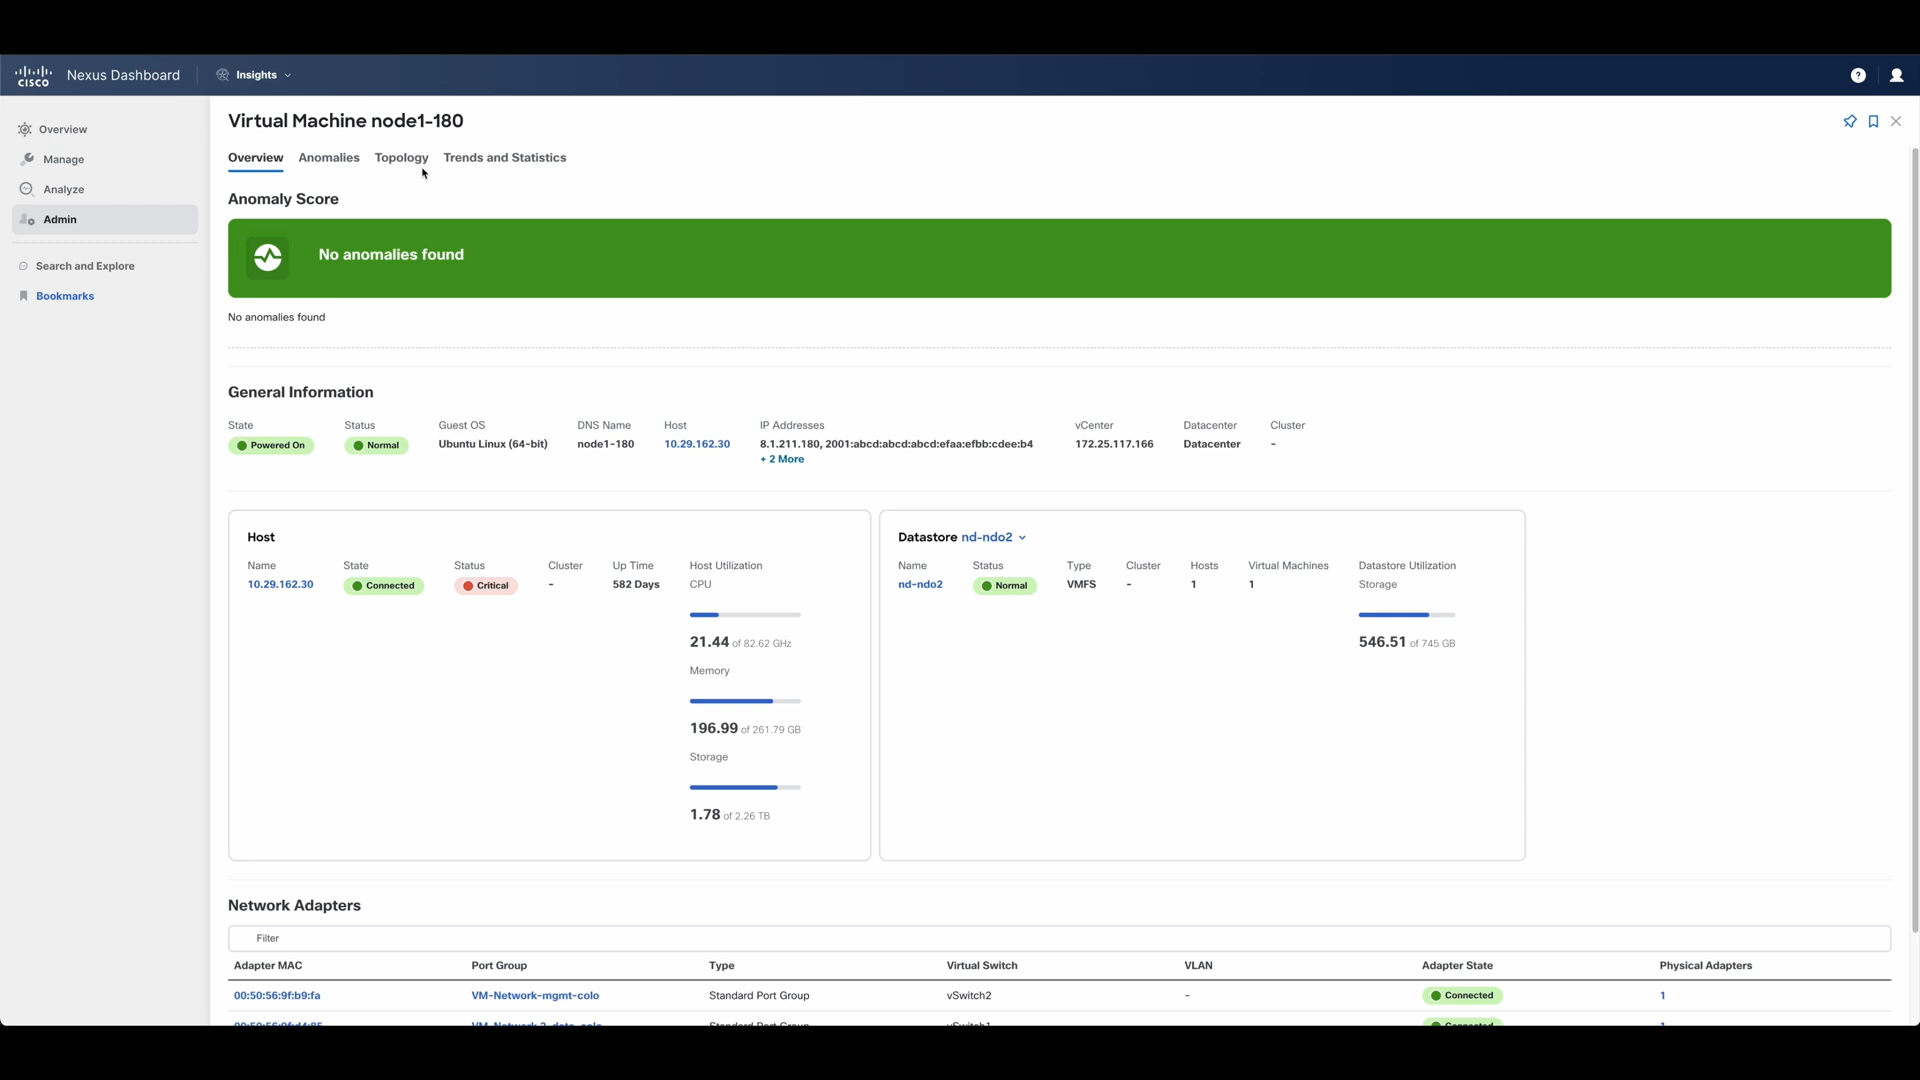 CISCO
Nexus Dashboard
Insights
?
Overview
Manage
Analyze
Admin
Search and Explore
Bookmarks
Virtual Machine node1-180
Overview Anomalies Topology Trends and Statistics
Anomaly Score
No anomalies found
No anomalies found
General Information
State Status Guest OS DNS Name Host IP Addresses vCenter Datacenter Cluster
Powered On Normal Ubuntu Linux (64-bit) node1-180 10.29.162.30 8.1.211.180, 2001:abcd:abcd:abcd:efaa:efbb:cdee:b4 172.25.117.166 Datacenter -
+ 2 More
Host
Name State Status Cluster Up Time Host Utilization
10.29.162.30 Connected Critical - 582 Days CPU
21.44 of 82.62 GHz
Memory
196.99 of 261.79 GB
Storage
1.78 of 2.26 TB
Datastore nd-ndo2
Name Status Type Cluster Hosts Virtual Machines Datastore Utilization
nd-ndo2 Normal VMFS - 1 1 Storage
546.51 of 745 GB
Network Adapters
Filter
Adapter MAC Port Group Type Virtual Switch VLAN Adapter State Physical Adapters
00:50:56:9f:b9:fa VM-Network-mgmt-colo Standard Port Group vSwitch2 - Connected 1
Standard Port Group vSwitch1 Connected 1